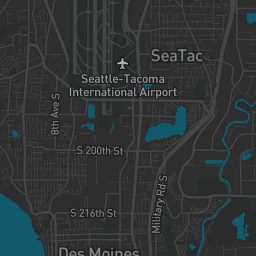 SeaTac
Seattle-Tacoma
International Airport
8th Ave S
S 200th St
Military Rd S
S 216th St
Des Moines